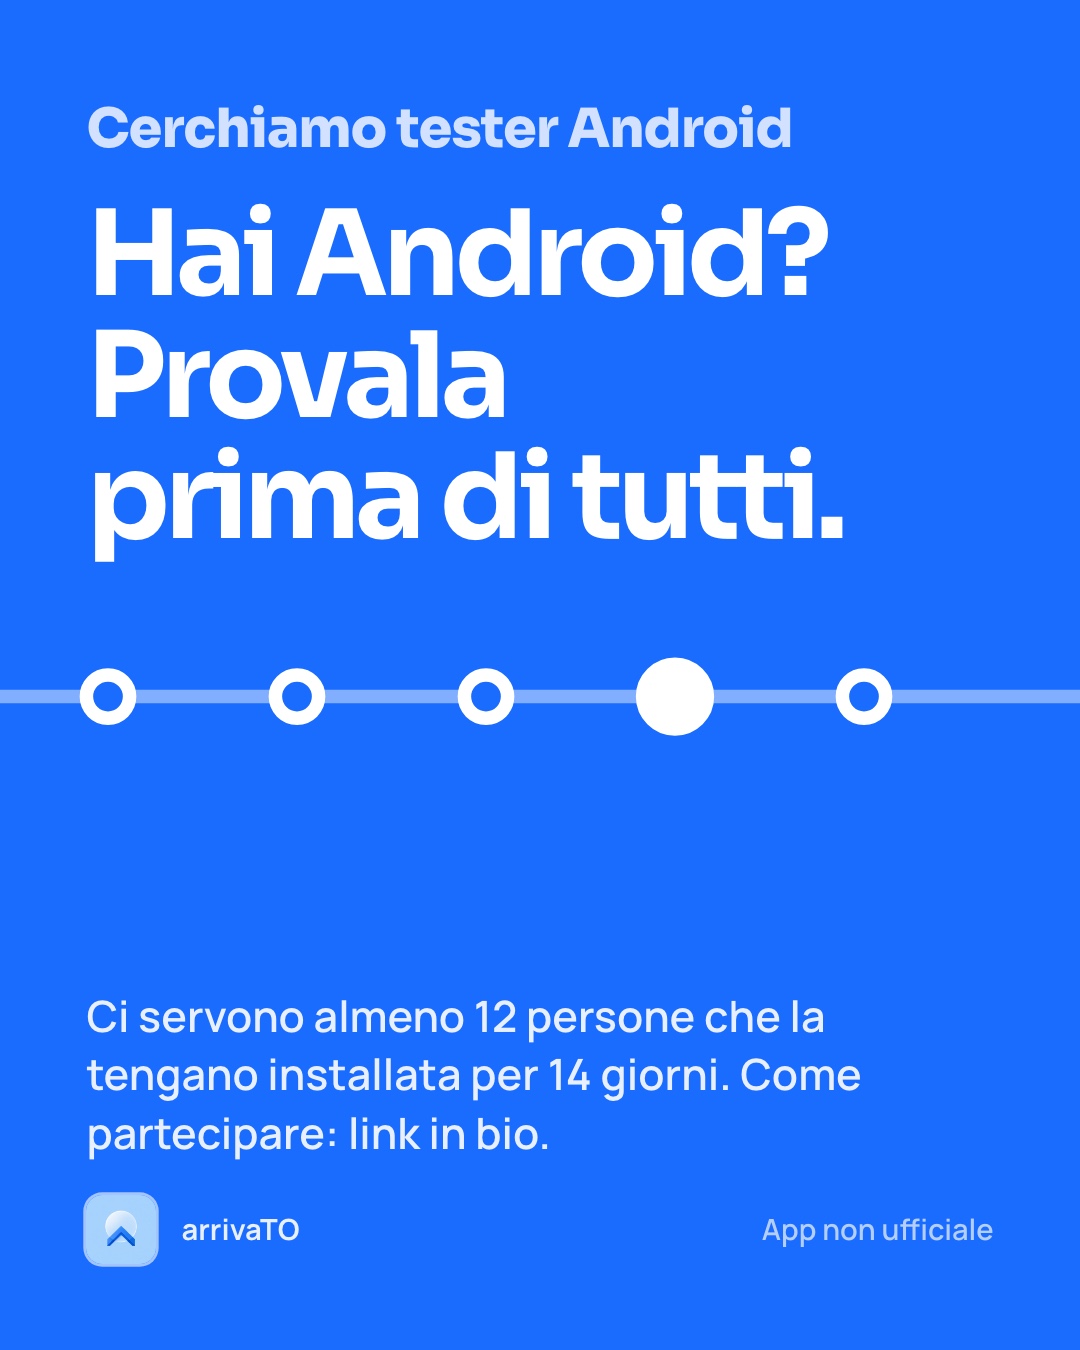 Cerchiamo tester Android
Hai Android?
Provala
prima di tutti.
Ci servono almeno 12 persone che la
tengano installata per 14 giorni. Come
partecipare: link in bio.
arrivaTO
App non ufficiale